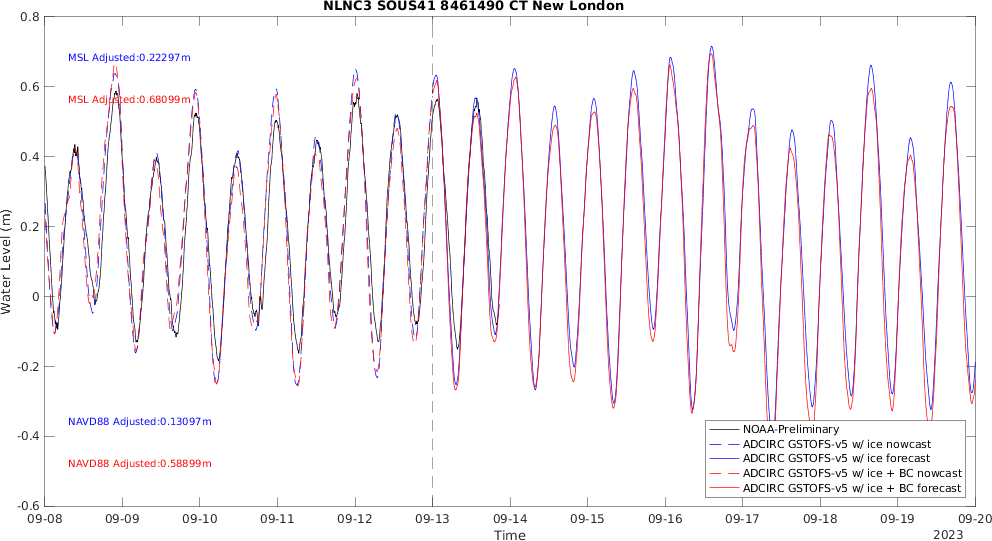 NLNC3 SOUS41 8461490 CT New London
0.8
0.6
0.4
0.2
0
-0.2
-0.4
-0.6
Water Level (m)
MSL Adjusted:0.22297m
MSL Adjusted:0.68099m
NAVD88 Adjusted:0.13097m
NAVD88 Adjusted:0.58899m
NOAA-Preliminary
ADCIRC GSTOFS-v5 w/ ice nowcast
ADCIRC GSTOFS-v5 w/ ice forecast
ADCIRC GSTOFS-v5 w/ ice + BC nowcast
ADCIRC GSTOFS-v5 w/ ice + BC forecast
09-08 09-09 09-10 09-11 09-12 09-13 09-14 09-15 09-16 09-17 09-18 09-19 09-20
Time
2023